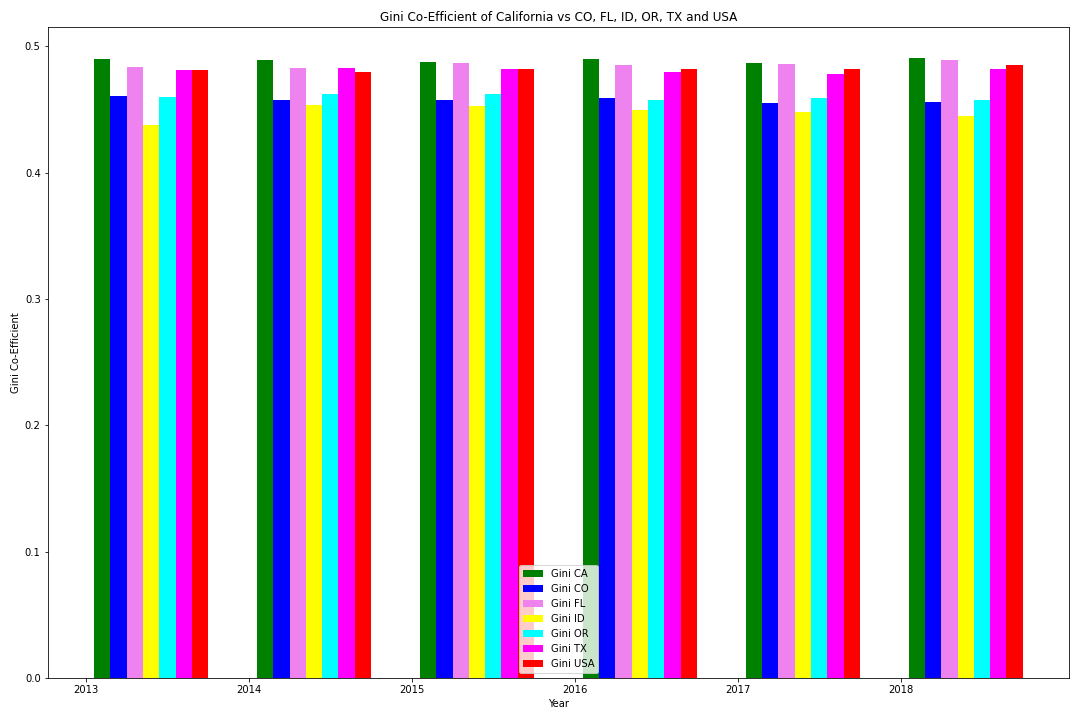 Gini Co-Efficient of California vs CO, FL, ID, OR, TX and USA
0.5
0.4
0.3
0.2
0.1
0.0
Gini Co-Efficient
Gini CA
Gini CO
Gini FL
Gini ID
Gini OR
Gini TX
Gini USA
2013 2014 2015 2016 2017 2018
Year